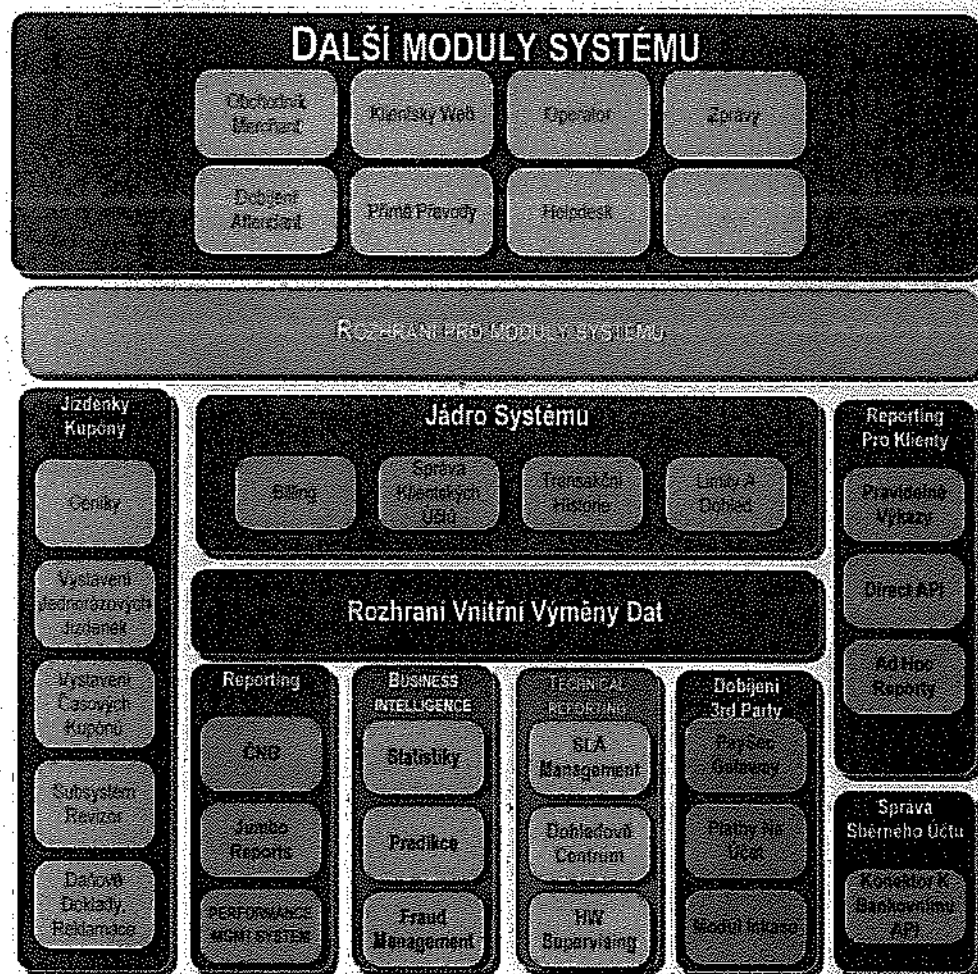 DALŠÍ MODULY SYSTÉMU
Obchodník
Merchant
Klientský Web
Operátor
Zprávy
Dobíjení
Attendant
Přímé Převody
Helpdesk
ROZHRANÍ PRO MODULY SYSTÉMU
Jízdenky
Kupóny
Ceníky
Vystavení
Jednorázových
Jízdenek
Vystavení
Časových
Kupónů
Subsystém
Revizor
Daňové
Doklady,
Reklamace
Jádro Systému
Billing
Správa
Klientských
Účtů
Transakční
Historie
Limity A
Dohled
Rozhraní Vnitřní Výměny Dat
Reporting
ČNB
Jumbo
Reports
PERFORMANCE
MGMT SYSTEM
BUSINESS
INTELLIGENCE
Statistiky
Predikce
Fraud
Management
TECHNICAL
REPORTING
SLA
Management
Dohledové
Centrum
HW
Supervising
Dobíjení
3rd Party
PaySec
Gateway
Platby Na
Účet
Modul Inkaso
Reporting
Pro Klienty
Pravidelné
Výkazy
Direct API
Ad Hoc
Reporty
Správa
Sběrného Účtu
Konektor K
Bankovnímu
API